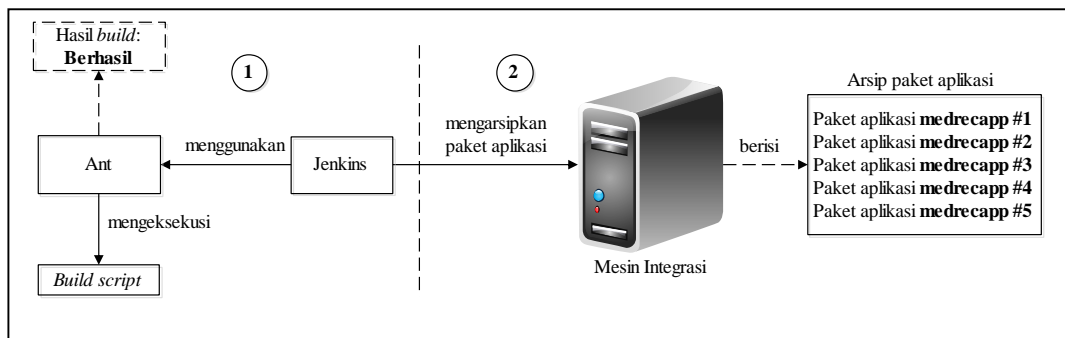 Hasil build:
Berhasil
1
2
Ant
menggunakan
Jenkins
mengarsipkan
paket aplikasi
mengeksekusi
Build script
Mesin Integrasi
berisi
Arsip paket aplikasi
Paket aplikasi medrecapp #1
Paket aplikasi medrecapp #2
Paket aplikasi medrecapp #3
Paket aplikasi medrecapp #4
Paket aplikasi medrecapp #5